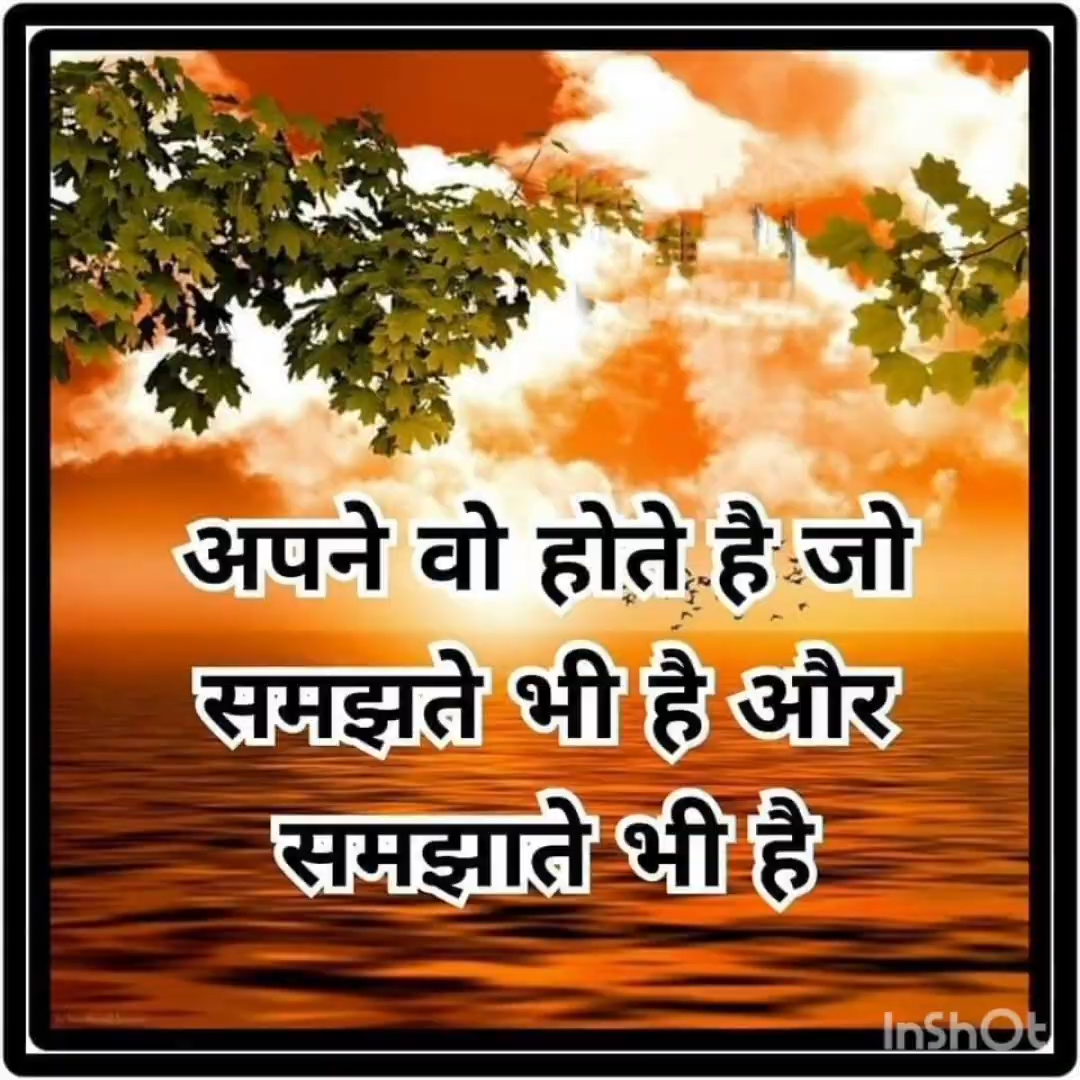 अपने वो होते है जो
समझते भी है और
समझाते भी है
InShOt